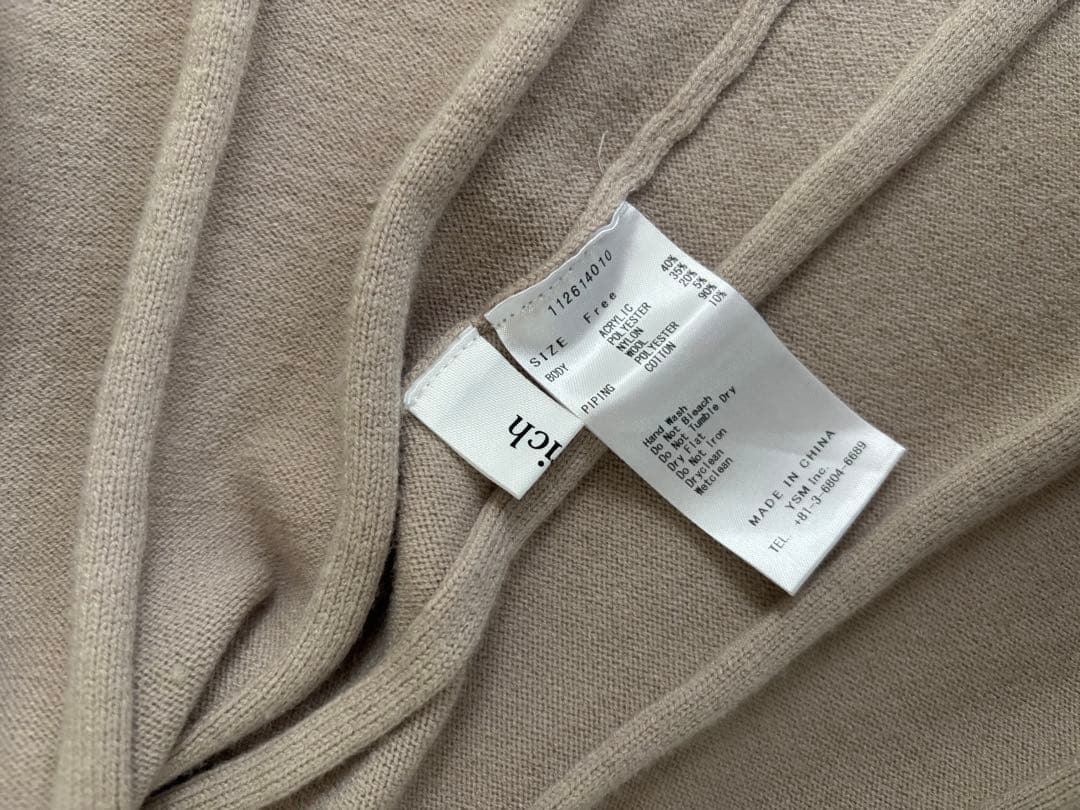 112614010
SIZE Free
BODY ACRYLIC 40%
POLYESTER 35%
NYLON 20%
WOOL 5%
PIPING POLYESTER 90%
COTTON 10%
Hand Wash
Do Not Bleach
Do Not Tumble Dry
Dry Flat
Do Not Iron
Dryclean
Wetclean
MADE IN CHINA
YSM Inc.
TEL. +81-3-6804-6689
ich